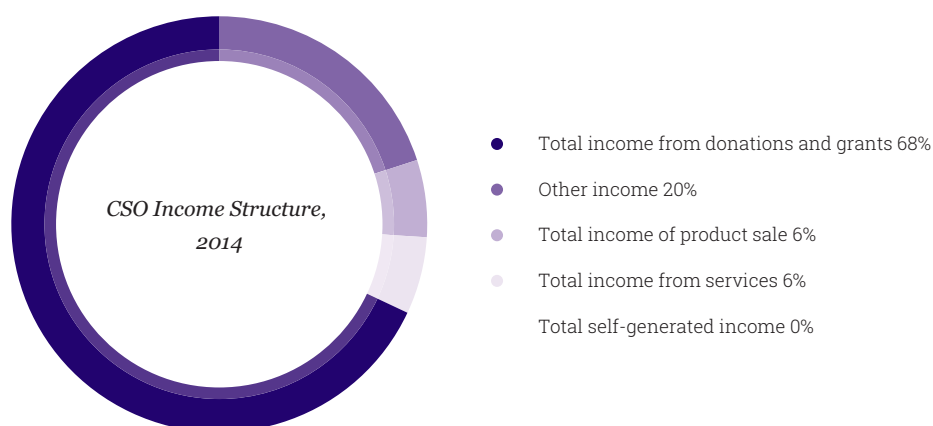 CSO Income Structure,
2014
Total income from donations and grants 68%
Other income 20%
Total income of product sale 6%
Total income from services 6%
Total self-generated income 0%